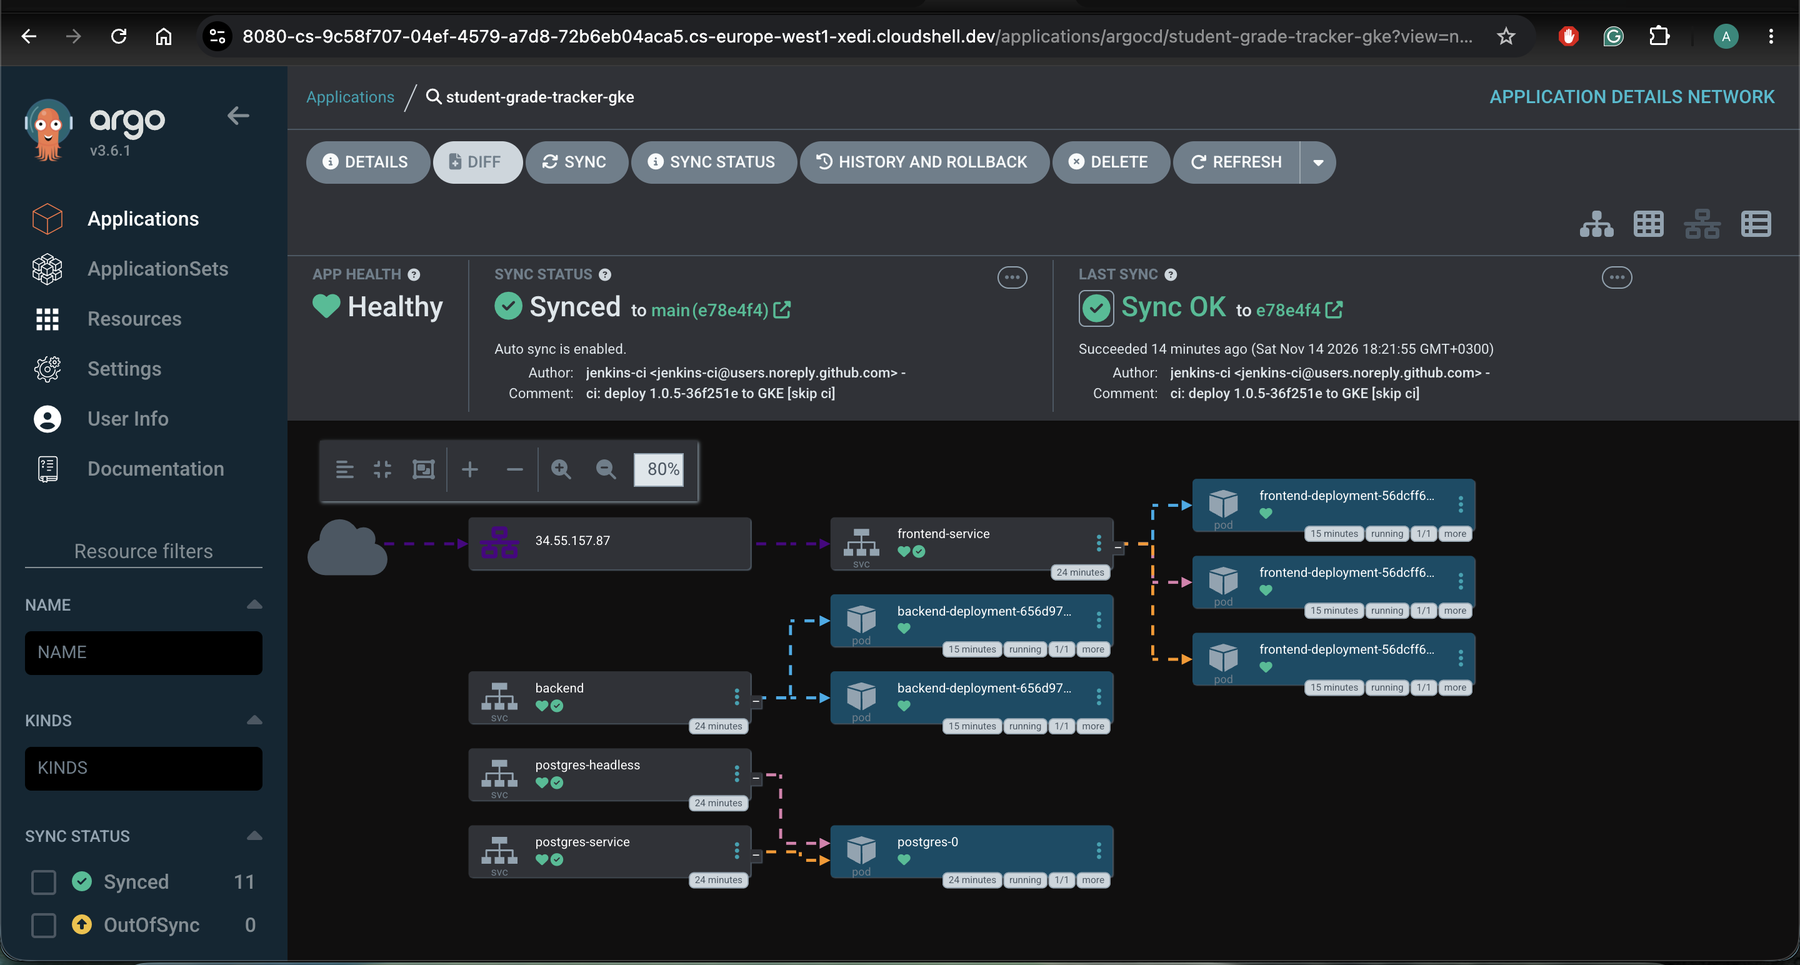 8080-cs-9c58f707-04ef-4579-a7d8-72b6eb04aca5.cs-europe-west1-xedi.cloudshell.dev/applications/argocd/student-grade-tracker-gke?view=n...
A
argo
v3.6.1
Applications
ApplicationSets
Resources
Settings
User Info
Documentation
Resource filters
NAME
NAME
KINDS
KINDS
SYNC STATUS
Synced 11
OutOfSync 0
Applications / student-grade-tracker-gke
APPLICATION DETAILS NETWORK
DETAILS DIFF SYNC SYNC STATUS HISTORY AND ROLLBACK DELETE REFRESH
APP HEALTH
Healthy
SYNC STATUS
Synced to main (e78e4f4)
Auto sync is enabled.
Author: jenkins-ci <jenkins-ci@users.noreply.github.com> -
Comment: ci: deploy 1.0.5-36f251e to GKE [skip ci]
LAST SYNC
Sync OK to e78e4f4
Succeeded 14 minutes ago (Sat Nov 14 2026 18:21:55 GMT+0300)
Author: jenkins-ci <jenkins-ci@users.noreply.github.com> -
Comment: ci: deploy 1.0.5-36f251e to GKE [skip ci]
80%
34.55.157.87
frontend-service
svc
24 minutes
frontend-deployment-56dcff6...
pod
15 minutes running 1/1 more
frontend-deployment-56dcff6...
pod
15 minutes running 1/1 more
frontend-deployment-56dcff6...
pod
15 minutes running 1/1 more
backend
svc
24 minutes
backend-deployment-656d97...
pod
15 minutes running 1/1 more
backend-deployment-656d97...
pod
15 minutes running 1/1 more
postgres-headless
svc
24 minutes
postgres-service
svc
24 minutes
postgres-0
pod
24 minutes running 1/1 more